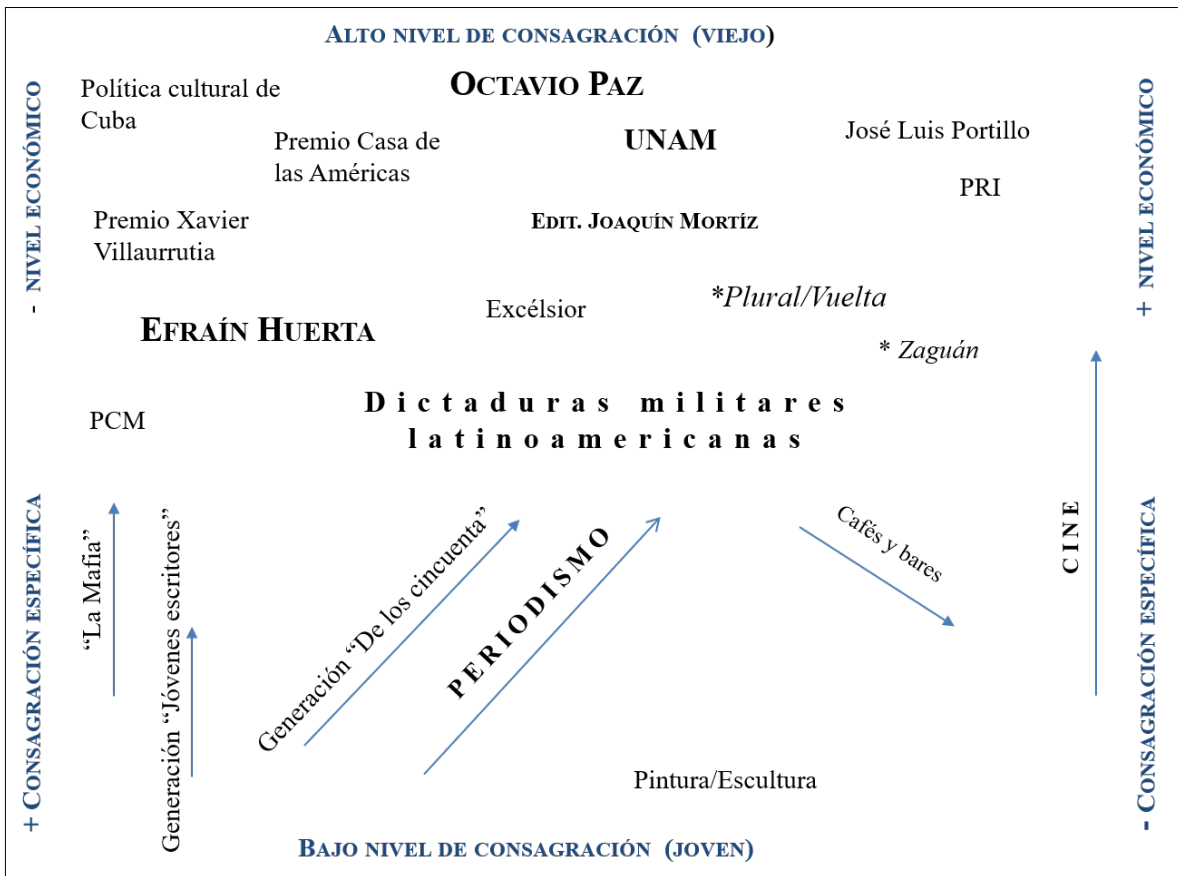 ALTO NIVEL DE CONSAGRACIÓN (VIEJO)
- NIVEL ECONÓMICO
Política cultural de
Cuba
OCTAVIO PAZ
Premio Casa de
las Américas
UNAM
José Luis Portillo
PRI
+ NIVEL ECONÓMICO
Premio Xavier
Villaurrutia
EDIT. JOAQUÍN MORTÍZ
EFRAÍN HUERTA
Excélsior
*Plural/Vuelta
* Zaguán
PCM
Dictaduras militares
latinoamericanas
+ CONSAGRACIÓN ESPECÍFICA
“La Mafia”
Generación “Jóvenes escritores”
Generación “De los cincuenta”
PERIODISMO
Cafés y bares
CINE
- CONSAGRACIÓN ESPECÍFICA
Pintura/Escultura
BAJO NIVEL DE CONSAGRACIÓN (JOVEN)